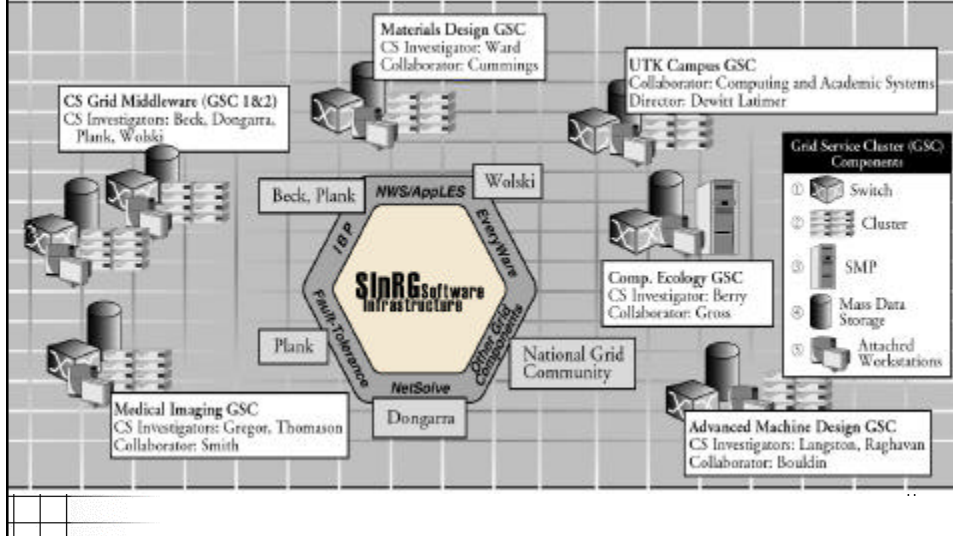 Materials Design GSC
CS Investigator: Ward
Collaborator: Cummings
UTK Campus GSC
Collaborator: Computing and Academic Systems
Director: Dewitt Latimer
CS Grid Middleware (GSC 1&2)
CS Investigators: Beck, Dongarra,
Plank, Wolski
Grid Service Cluster (GSC)
Components
① Switch
② Cluster
③ SMP
④ Mass Data
Storage
⑤ Attached
Workstations
Beck, Plank
NWS/AppLES
Wolski
IBP
EveryWare
SInRG Software
Infrastructure
Comp. Ecology GSC
CS Investigator: Berry
Collaborator: Gross
Plank
Fault-Tolerance
Other Grid
Components
National Grid
Community
NetSolve
Dongarra
Medical Imaging GSC
CS Investigators: Gregor, Thomason
Collaborator: Smith
Advanced Machine Design GSC
CS Investigators: Langston, Raghavan
Collaborator: Bouldin